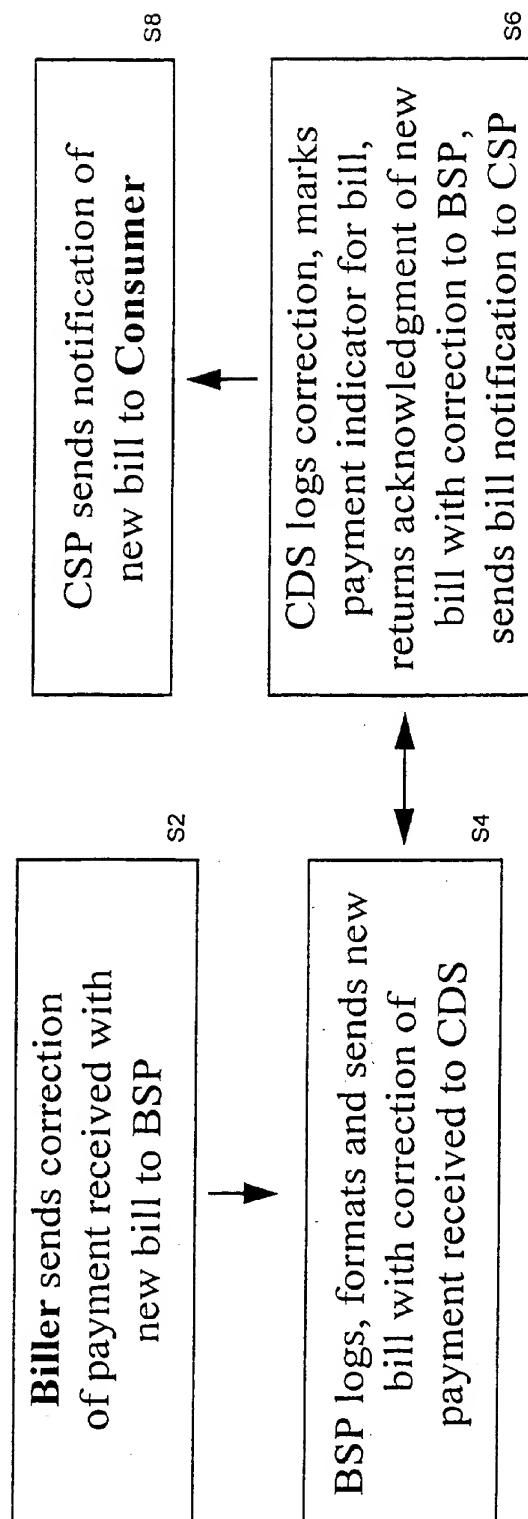 Biller sends correction
of payment received with
new bill to BSP
S2
BSP logs, formats and sends new
bill with correction of
payment received to CDS
S4
CDS logs correction, marks
payment indicator for bill,
returns acknowledgment of new
bill with correction to BSP,
sends bill notification to CSP
S6
CSP sends notification of
new bill to Consumer
S8